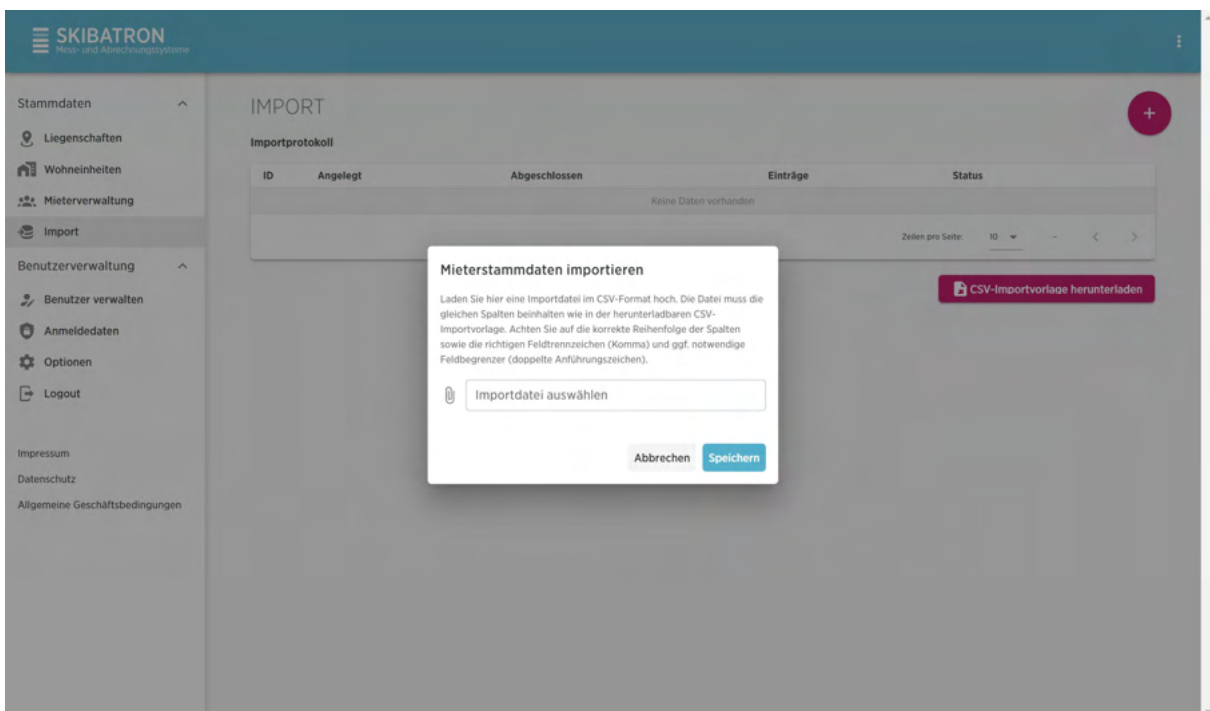 SKIBATRON
Mess- und Abrechnungssysteme
Stammdaten
Liegenschaften
Wohneinheiten
Mieterverwaltung
Import
Benutzerverwaltung
Benutzer verwalten
Anmeldedaten
Optionen
Logout
Impressum
Datenschutz
Allgemeine Geschäftsbedingungen
IMPORT
Importprotokoll
ID Angelegt Abgeschlossen Einträge Status
Keine Daten vorhanden
Zeilen pro Seite: 10 -
CSV-Importvorlage herunterladen
Mieterstammdaten importieren
Laden Sie hier eine Importdatei im CSV-Format hoch. Die Datei muss die
gleichen Spalten beinhalten wie in der herunterladbaren CSV-
Importvorlage. Achten Sie auf die korrekte Reihenfolge der Spalten
sowie die richtigen Feldtrennzeichen (Komma) und ggf. notwendige
Feldbegrenzer (doppelte Anführungszeichen).
Importdatei auswählen
Abbrechen Speichern